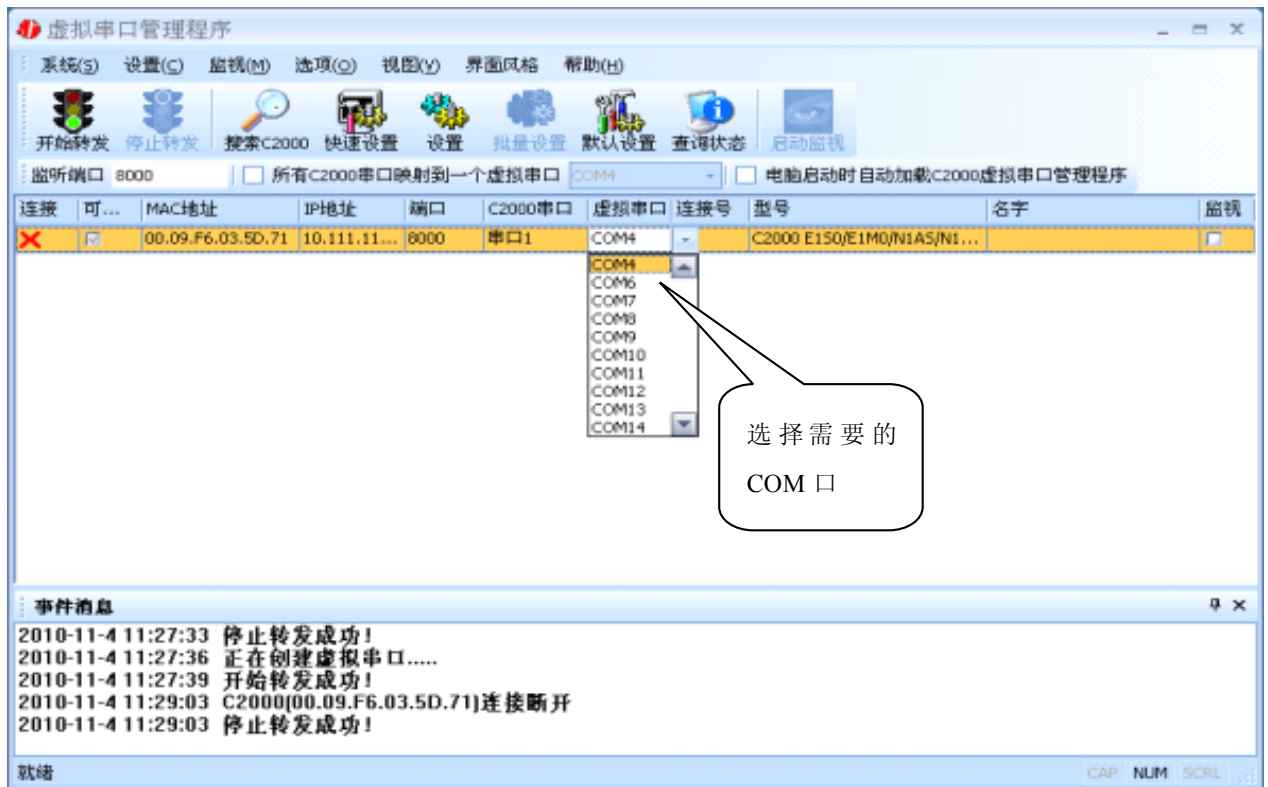 虚拟串口管理程序
系统(S) 设置(C) 监视(M) 选项(O) 视图(V) 界面风格 帮助(H)
开始转发 停止转发 搜索C2000 快速设置 设置 批量设置 默认设置 查询状态 启动监视
监听端口 8000 所有C2000串口映射到一个虚拟串口 COM4 电脑启动时自动加载C2000虚拟串口管理程序
连接 可... MAC地址 IP地址 端口 C2000串口 虚拟串口 连接号 型号 名字 监视
00.09.F6.03.5D.71 10.111.11... 8000 串口1 COM4 C2000 E1S0/E1M0/N1AS/N1...
COM4
COM6
COM7
COM8
COM9
COM10
COM11
COM12
COM13
COM14
选择需要的
COM 口
事件消息
2010-11-4 11:27:33 停止转发成功!
2010-11-4 11:27:36 正在创建虚拟串口.....
2010-11-4 11:27:39 开始转发成功!
2010-11-4 11:29:03 C2000[00.09.F6.03.5D.71]连接断开
2010-11-4 11:29:03 停止转发成功!
就绪 CAP NUM SCRL